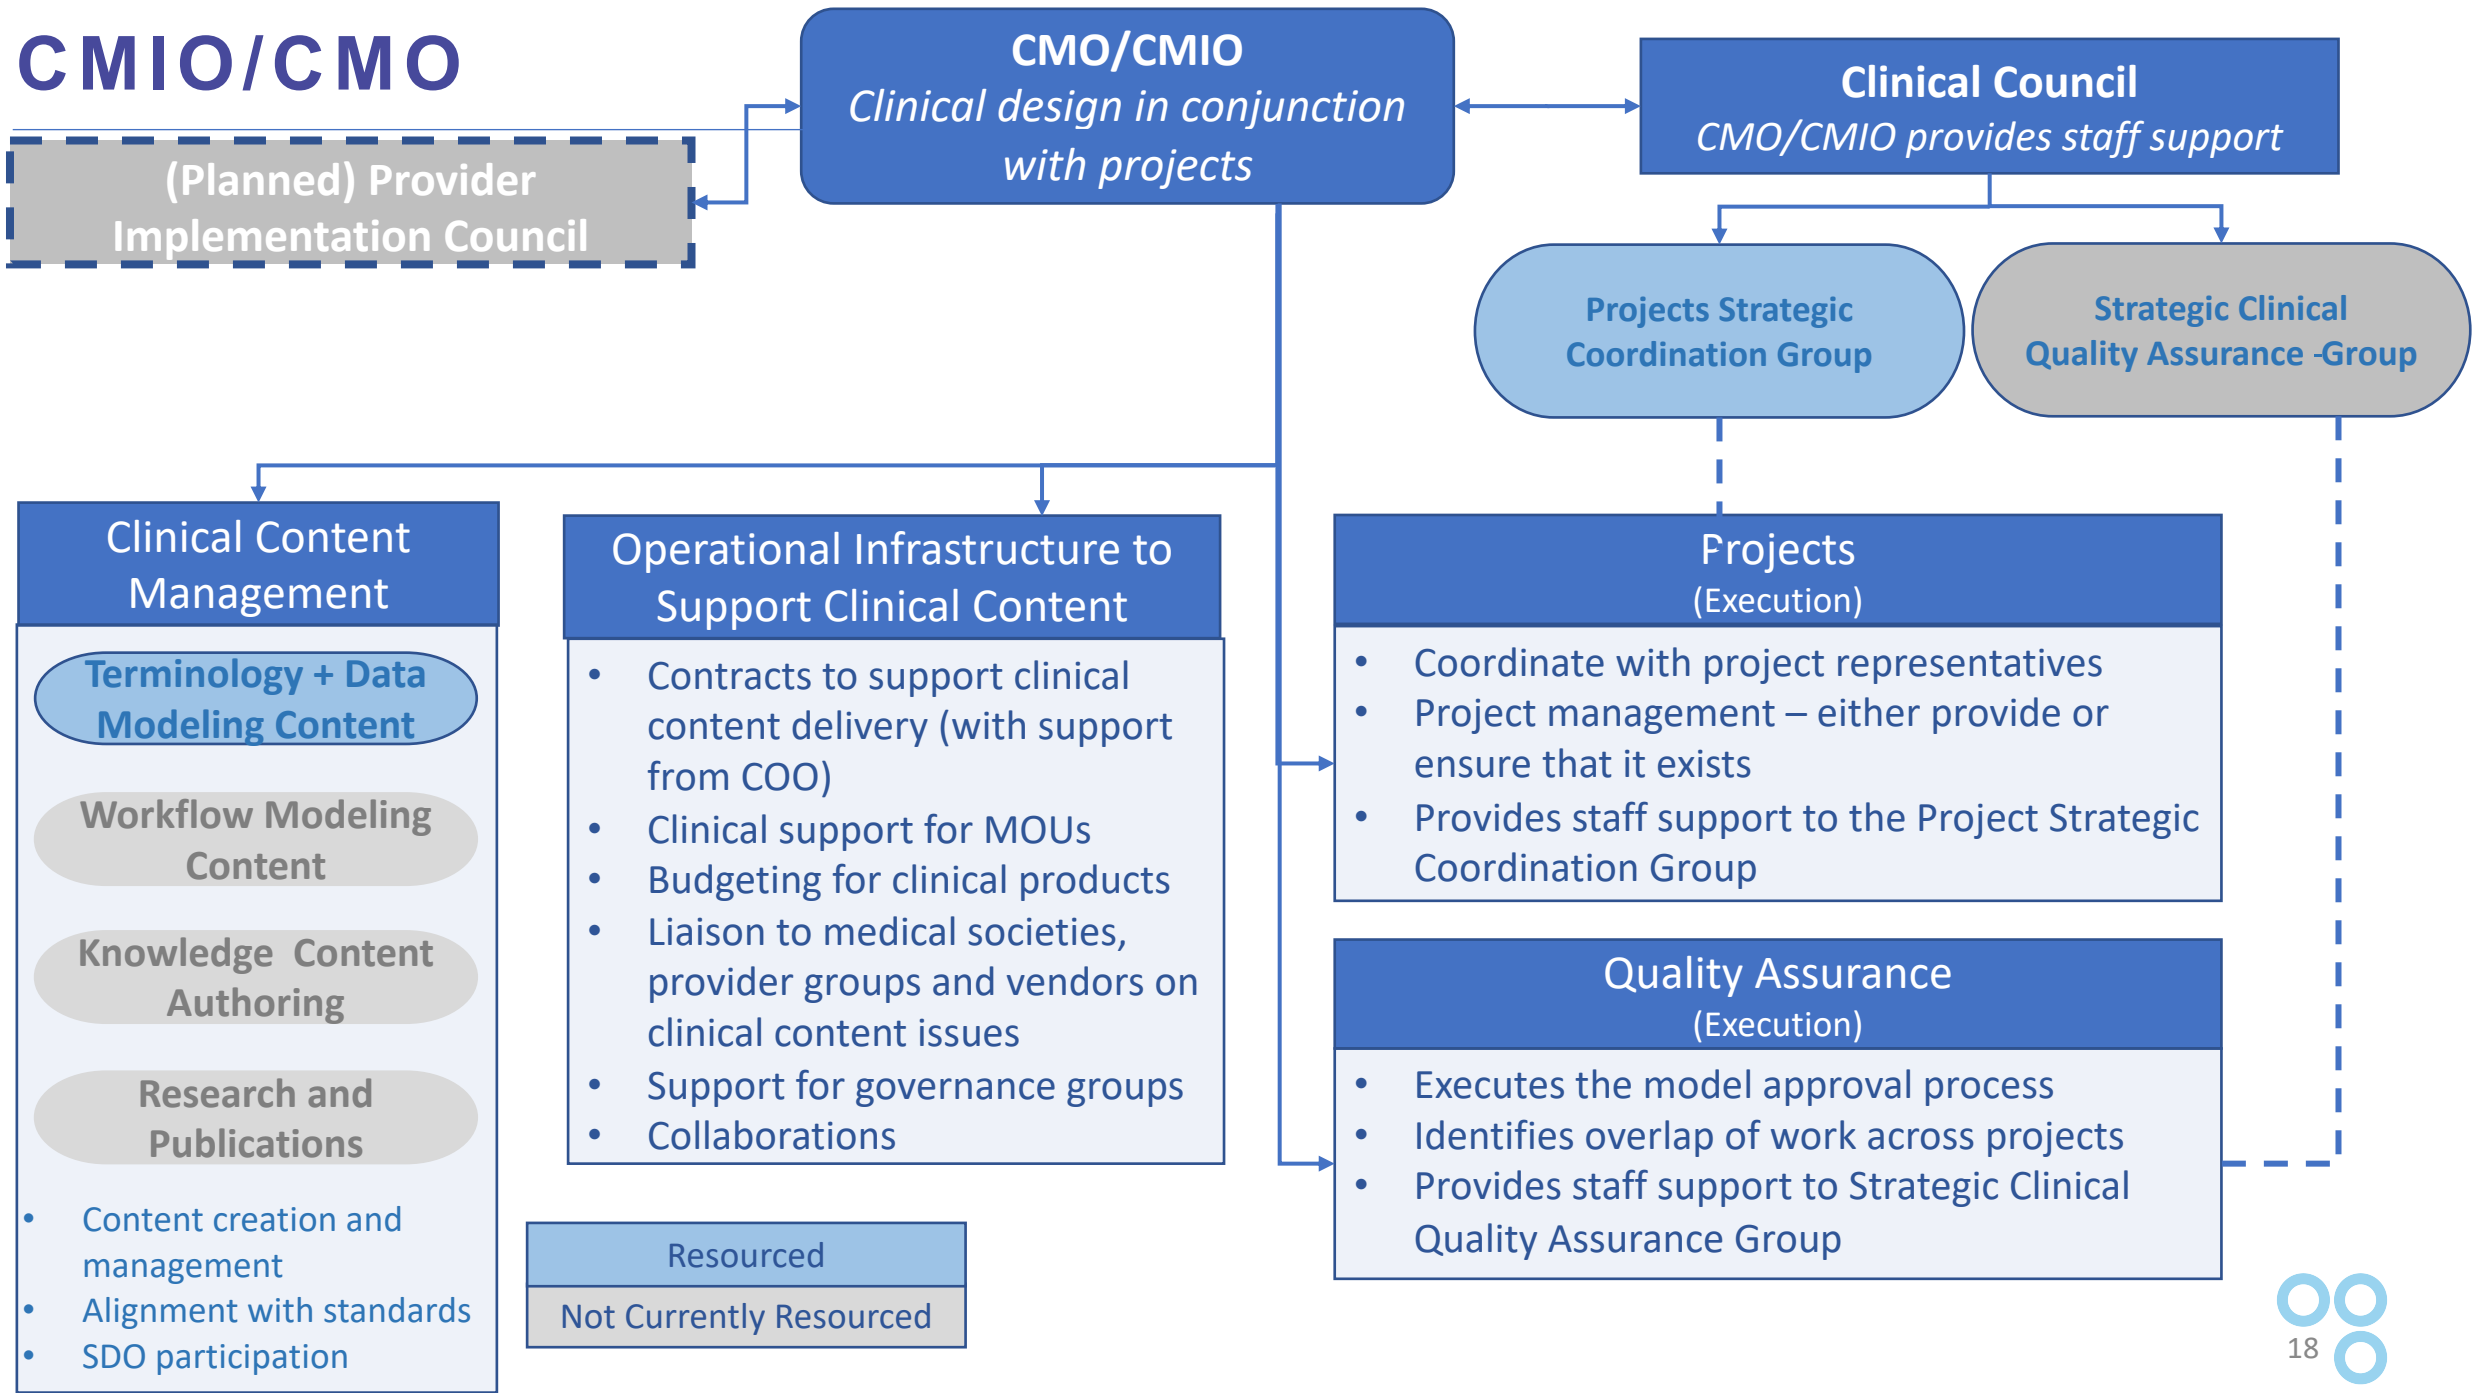 CMIO/CMO
CMO/CMIO
Clinical design in conjunction
with projects
Clinical Council
CMO/CMIO provides staff support
(Planned) Provider
Implementation Council
Projects Strategic
Coordination Group
Strategic Clinical
Quality Assurance -Group
Clinical Content
Management
Terminology + Data
Modeling Content
Workflow Modeling
Content
Knowledge  Content
Authoring
Research and
Publications
• Content creation and
management
• Alignment with standards
• SDO participation
Operational Infrastructure to
Support Clinical Content
• Contracts to support clinical
content delivery (with support
from COO)
• Clinical support for MOUs
• Budgeting for clinical products
• Liaison to medical societies,
provider groups and vendors on
clinical content issues
• Support for governance groups
• Collaborations
Resourced
Not Currently Resourced
Projects
(Execution)
• Coordinate with project representatives
• Project management – either provide or
ensure that it exists
• Provides staff support to the Project Strategic
Coordination Group
Quality Assurance
(Execution)
• Executes the model approval process
• Identifies overlap of work across projects
• Provides staff support to Strategic Clinical
Quality Assurance Group
18